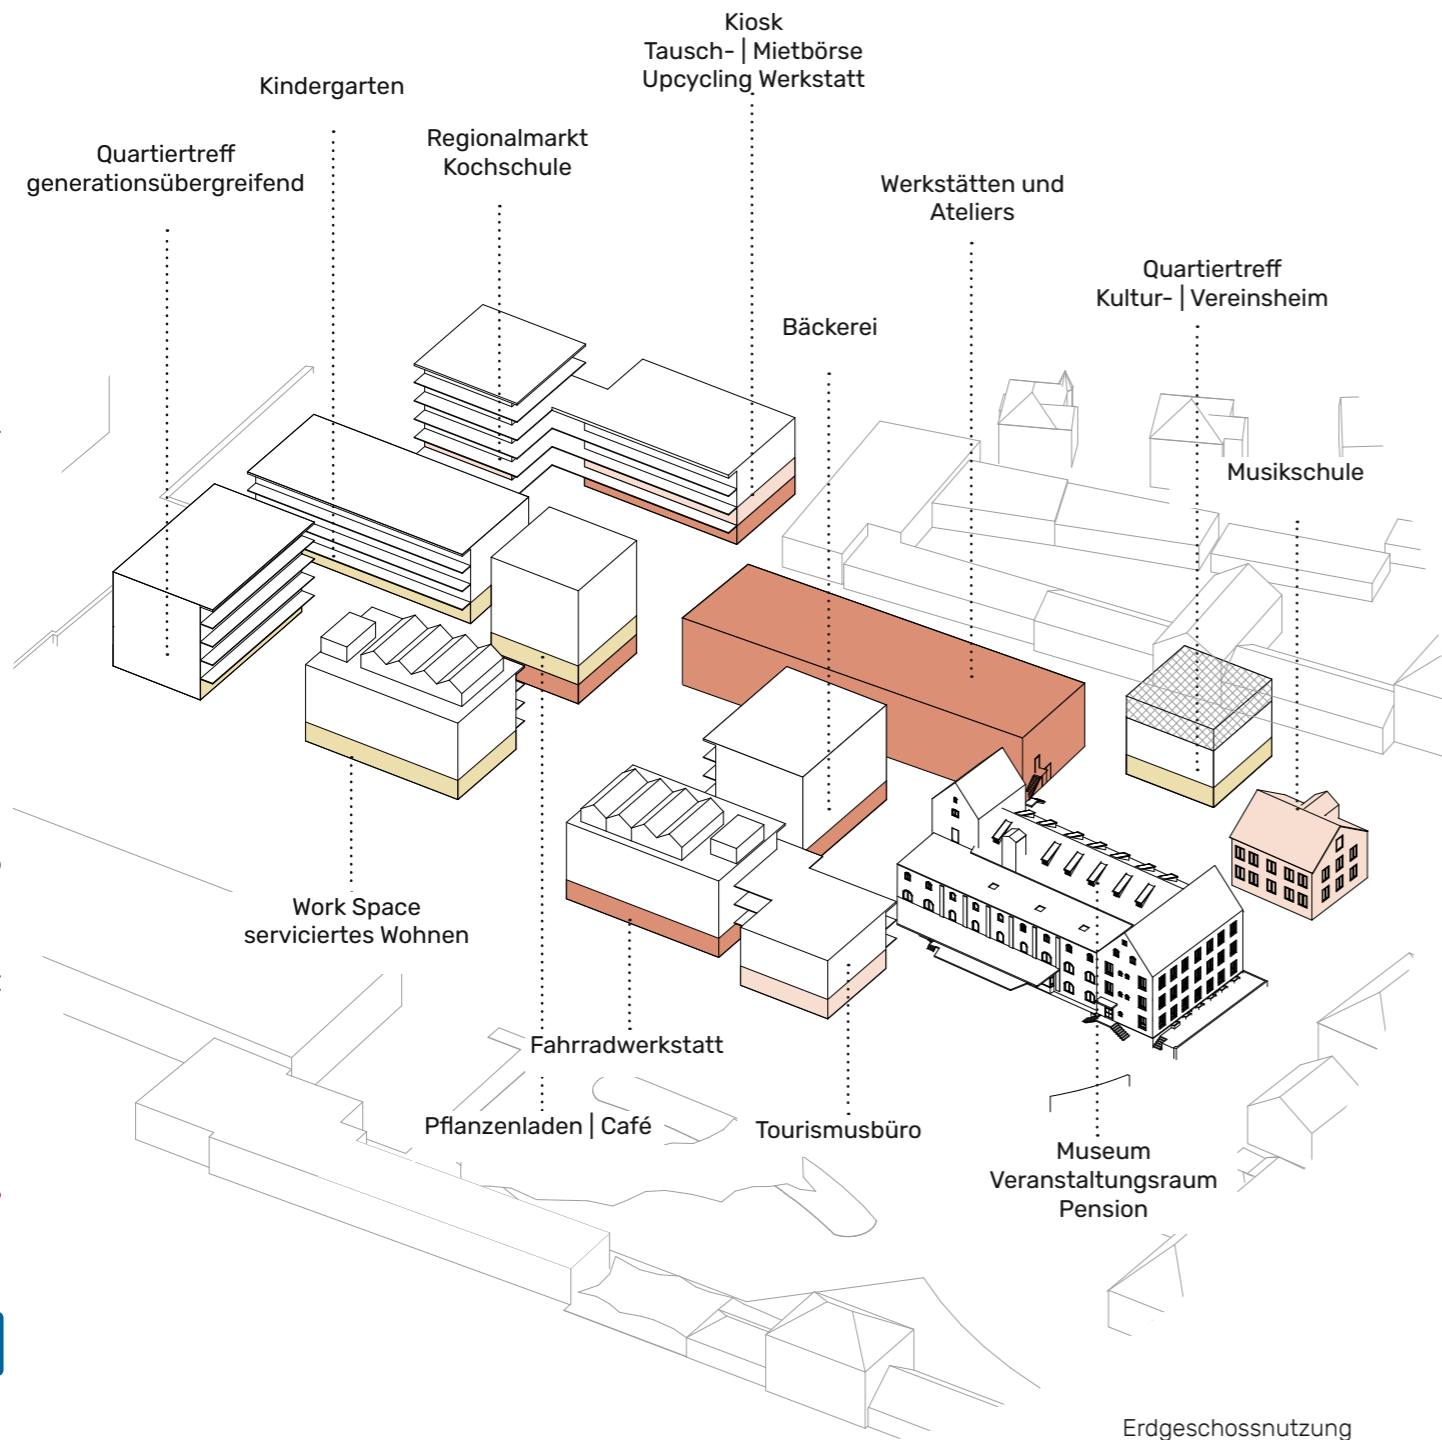 Kiosk
Tausch- | Mietbörse
Upcycling Werkstatt
Kindergarten
Regionalmarkt
Kochschule
Quartiertreff
generationsübergreifend
Werkstätten und
Ateliers
Quartiertreff
Kultur- | Vereinsheim
Bäckerei
Musikschule
Work Space
serviciertes Wohnen
Fahrradwerkstatt
Pflanzenladen | Café
Tourismusbüro
Museum
Veranstaltungsraum
Pension
Erdgeschossnutzung